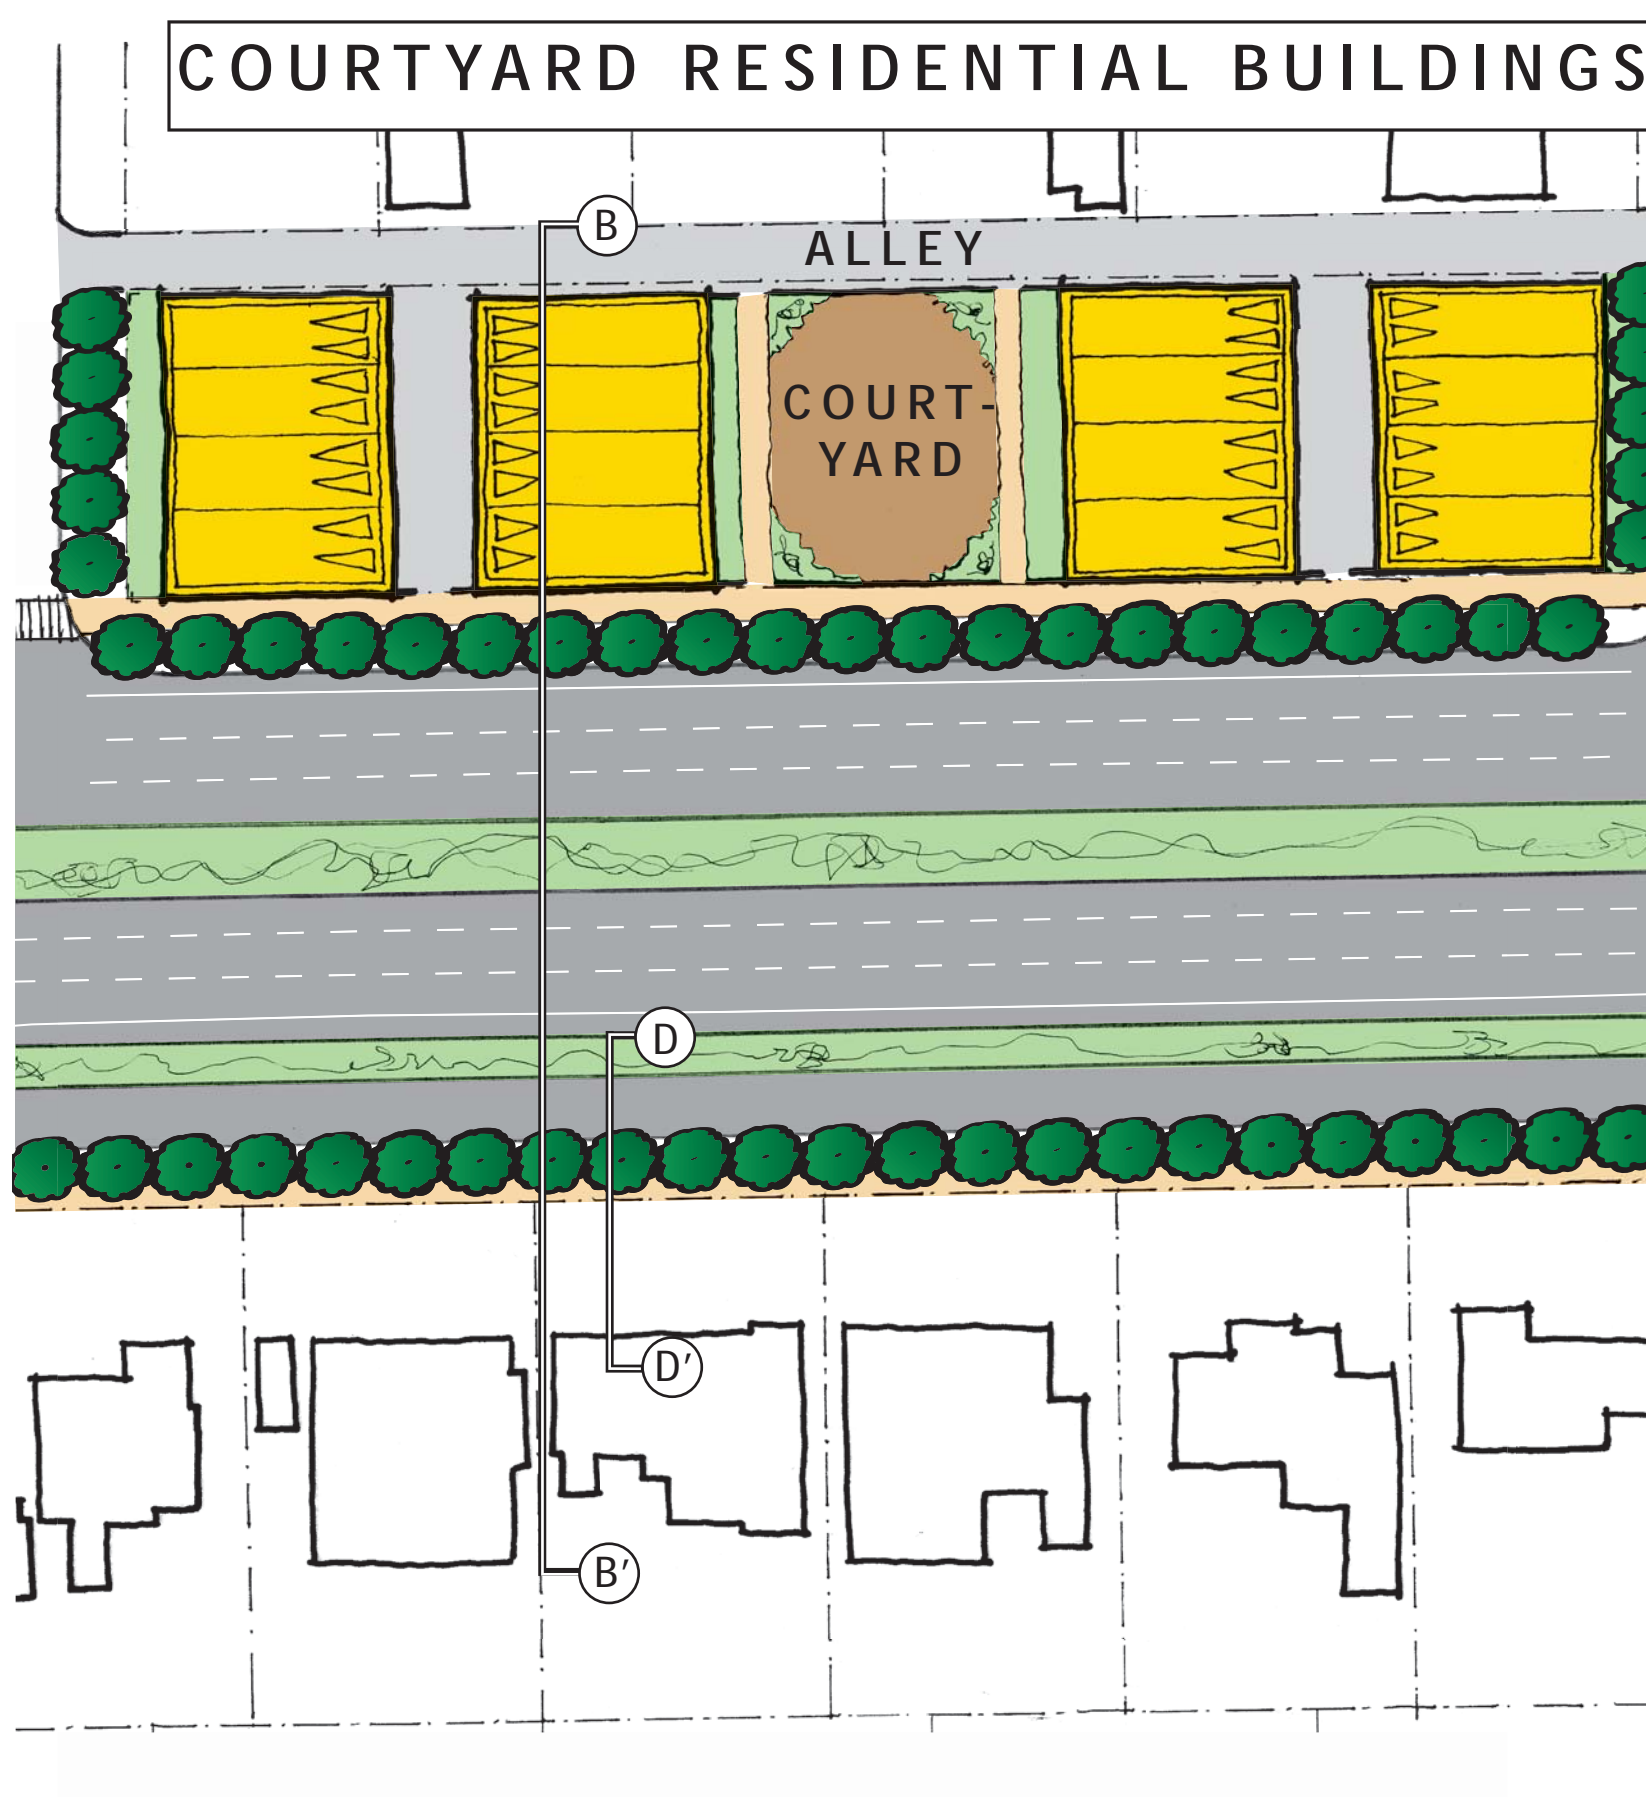 COURTYARD RESIDENTIAL BUILDINGS
B
ALLEY
COURT-
YARD
D
D'
B'